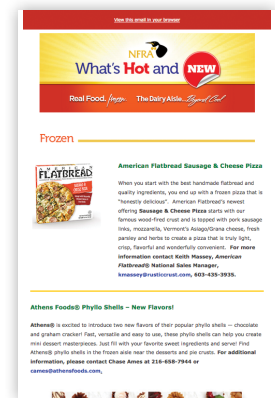 View this email in your browser
NFRA
What's Hot and NEW
Real Food. Frozen. The Dairy Aisle. Beyond Cool
Frozen
AMERICAN
FLATBREAD
American Flatbread Sausage & Cheese Pizza
When you start with the best handmade flatbread and
quality ingredients, you end up with a frozen pizza that is
"honestly delicious". American Flatbread's newest
offering Sausage & Cheese Pizza starts with our
famous wood-fired crust and is topped with pork sausage
links, mozzarella, Vermont's Asiago/Grana cheese, fresh
parsley and herbs to create a pizza that is truly light,
crisp, flavorful and wonderfully convenient. For more
information contact Keith Massey, American
Flatbread® National Sales Manager,
kmassey@rusticcrust.com, 603-435-3935.
Athens Foods® Phyllo Shells – New Flavors!
Athens® is excited to introduce two new flavors of their popular phyllo shells — chocolate
and graham cracker! Fast, versatile and easy to use, these phyllo shells can help you create
mini dessert masterpieces. Just fill with your favorite sweet ingredients and serve! Find
Athens® phyllo shells in the frozen aisle near the desserts and pie crusts. For additional
information, please contact Chase Ames at 216-658-7944 or
cames@athensfoods.com.